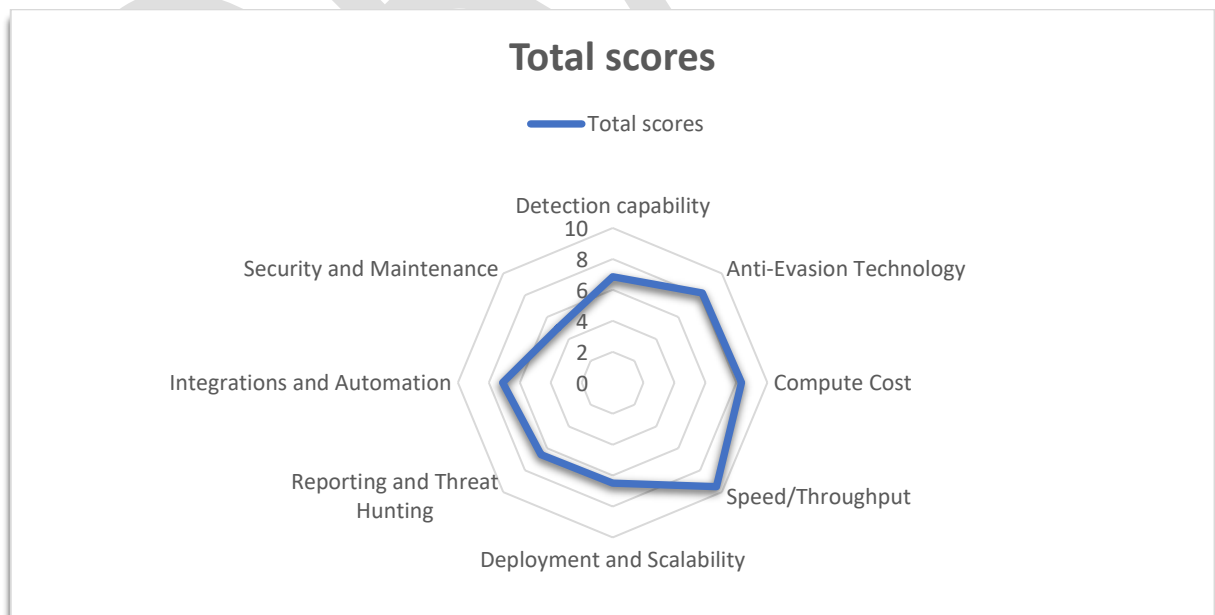 Total scores
Total scores
Detection capability
10
8
6
4
2
0
Anti-Evasion Technology
Compute Cost
Speed/Throughput
Deployment and Scalability
Reporting and Threat
Hunting
Integrations and Automation
Security and Maintenance